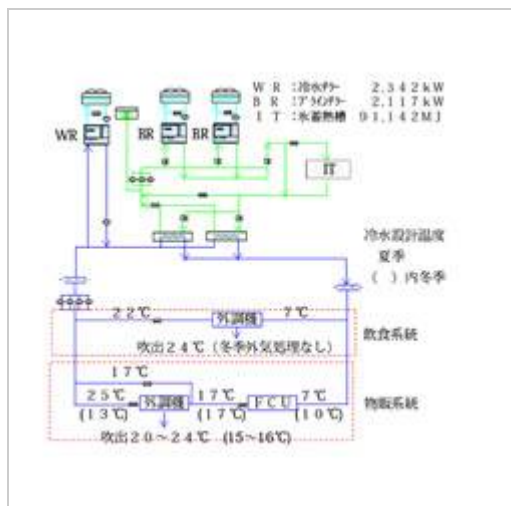 WR :冷水チラー 2,342kW
BR :ブラインチラー 2,117kW
IT :氷蓄熱槽 91,142MJ
WR
BR
BR
IT
冷水設計温度
夏季
( )内冬季
22℃
外調機
7℃
吹出24℃(冬季外気処理なし)
飲食系統
17℃
25℃
(13℃)
外調機
17℃
(17℃)
FCU
7℃
(10℃)
物販系統
吹出20~24℃ (15~16℃)